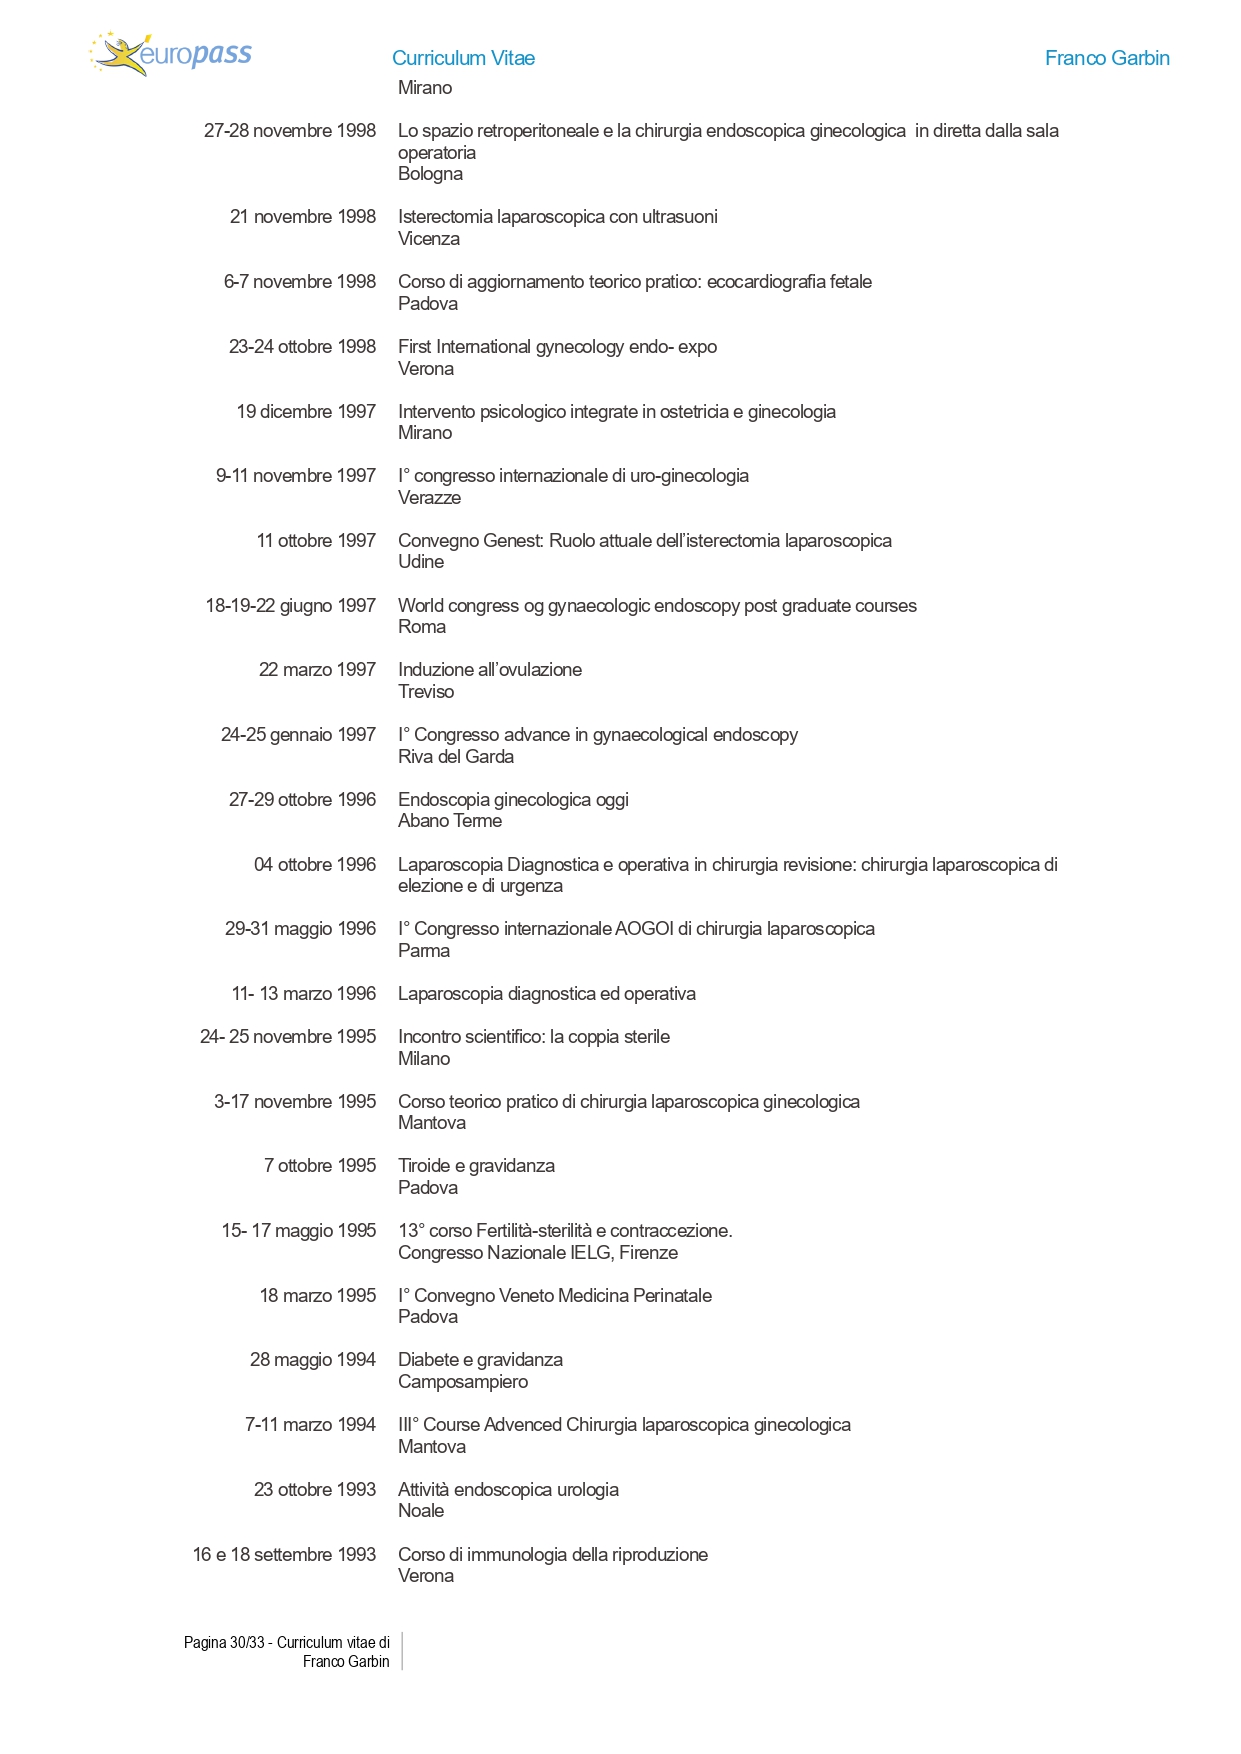 europass
Curriculum Vitae
Franco Garbin
Mirano
27-28 novembre 1998
Lo spazio retroperitoneale e la chirurgia endoscopica ginecologica  in diretta dalla sala
operatoria
Bologna
21 novembre 1998
Isterectomia laparoscopica con ultrasuoni
Vicenza
6-7 novembre 1998
Corso di aggiornamento teorico pratico: ecocardiografia fetale
Padova
23-24 ottobre 1998
First International gynecology endo- expo
Verona
19 dicembre 1997
Intervento psicologico integrate in ostetricia e ginecologia
Mirano
9-11 novembre 1997
I° congresso internazionale di uro-ginecologia
Verazze
11 ottobre 1997
Convegno Genest: Ruolo attuale dell’isterectomia laparoscopica
Udine
18-19-22 giugno 1997
World congress og gynaecologic endoscopy post graduate courses
Roma
22 marzo 1997
Induzione all’ovulazione
Treviso
24-25 gennaio 1997
I° Congresso advance in gynaecological endoscopy
Riva del Garda
27-29 ottobre 1996
Endoscopia ginecologica oggi
Abano Terme
04 ottobre 1996
Laparoscopia Diagnostica e operativa in chirurgia revisione: chirurgia laparoscopica di
elezione e di urgenza
29-31 maggio 1996
I° Congresso internazionale AOGOI di chirurgia laparoscopica
Parma
11- 13 marzo 1996
Laparoscopia diagnostica ed operativa
24- 25 novembre 1995
Incontro scientifico: la coppia sterile
Milano
3-17 novembre 1995
Corso teorico pratico di chirurgia laparoscopica ginecologica
Mantova
7 ottobre 1995
Tiroide e gravidanza
Padova
15- 17 maggio 1995
13° corso Fertilità-sterilità e contraccezione.
Congresso Nazionale IELG, Firenze
18 marzo 1995
I° Convegno Veneto Medicina Perinatale
Padova
28 maggio 1994
Diabete e gravidanza
Camposampiero
7-11 marzo 1994
III° Course Advenced Chirurgia laparoscopica ginecologica
Mantova
23 ottobre 1993
Attività endoscopica urologia
Noale
16 e 18 settembre 1993
Corso di immunologia della riproduzione
Verona
Pagina 30/33 - Curriculum vitae di
Franco Garbin